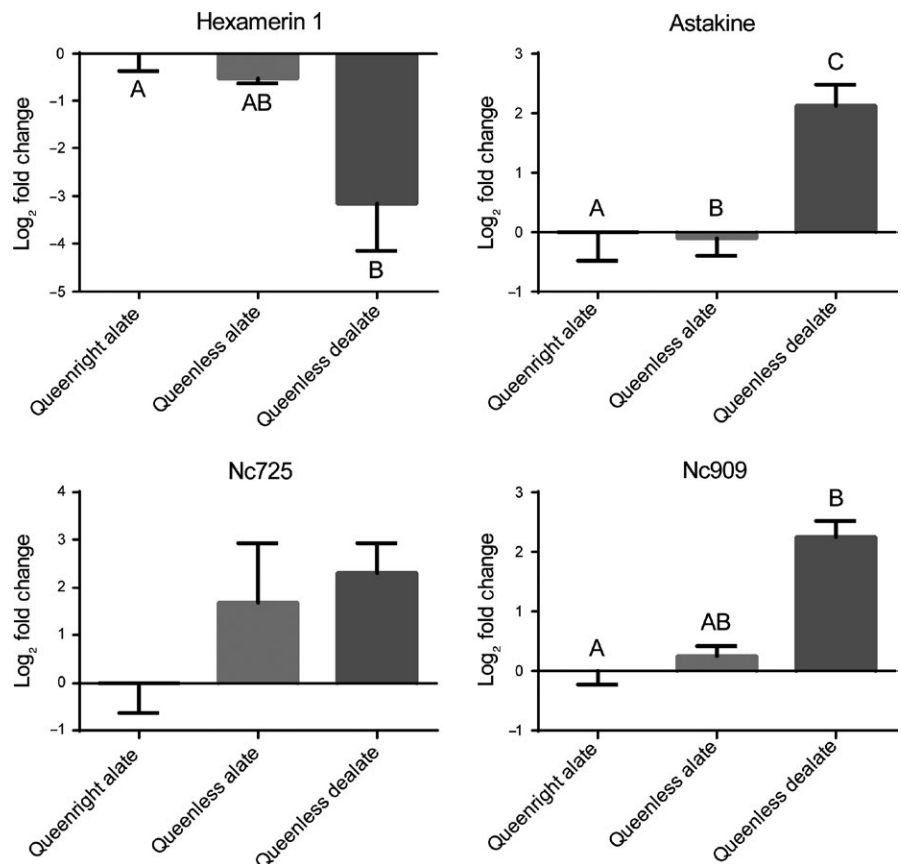 Hexamerin 1
Log₂ fold change
0
–1
–2
–3
–4
–5
A
AB
B
Queenright alate
Queenless alate
Queenless dealate
Astakine
Log₂ fold change
3
2
1
0
–1
A
B
C
Queenright alate
Queenless alate
Queenless dealate
Nc725
Log₂ fold change
4
3
2
1
0
–1
Queenright alate
Queenless alate
Queenless dealate
Nc909
Log₂ fold change
3
2
1
0
–1
A
AB
B
Queenright alate
Queenless alate
Queenless dealate